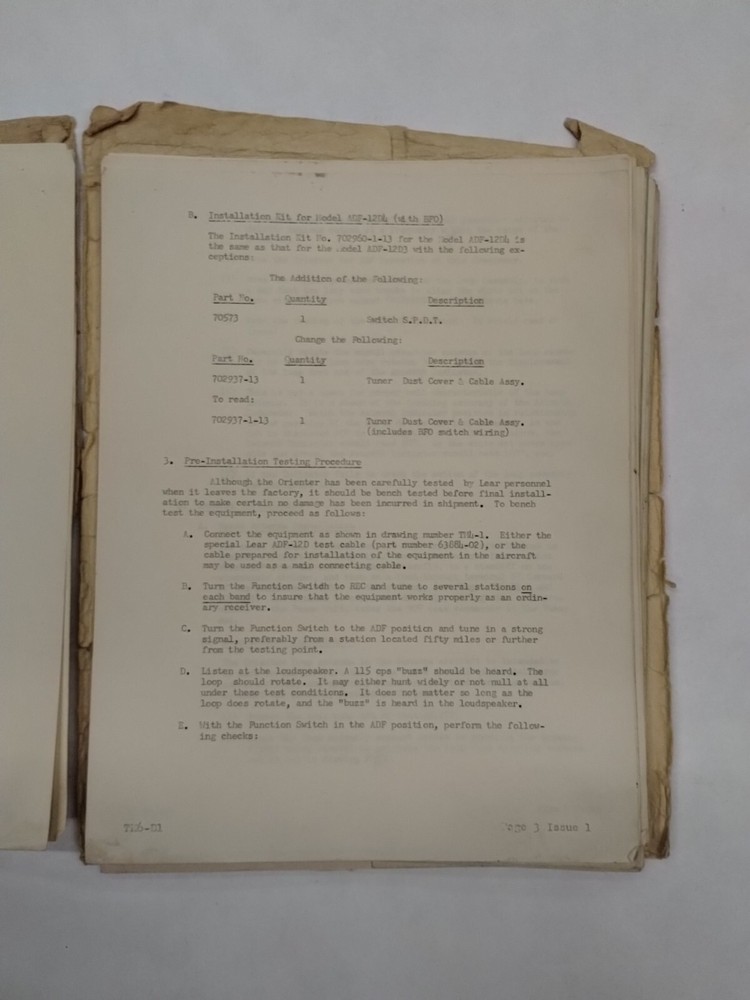 B. Installation Kit for Model ADF-12D4 (with BFO)
The Installation Kit No. 702960-1-13 for the Model ADF-12D4 is
the same as that for the Model ADF-12D3 with the following ex-
ceptions:
The Addition of the Following:
Part No. Quantity Description
70573 1 Switch S.P.D.T.
Change the Following:
Part No. Quantity Description
702937-13 1 Tuner Dust Cover & Cable Assy.
To read:
702937-1-13 1 Tuner Dust Cover & Cable Assy.
(includes BFO switch wiring)
3. Pre-Installation Testing Procedure
Although the Orienter has been carefully tested by Lear personnel
when it leaves the factory, it should be bench tested before final install-
ation to make certain no damage has been incurred in shipment. To bench
test the equipment, proceed as follows:
A. Connect the equipment as shown in drawing number Either the
special Lear ADF-12D test cable (part number 63684-02), or the
cable prepared for installation of the equipment in the aircraft
may be used as a main connecting cable.
B. Turn the Function Switch to REC and tune to several stations on
each band to insure that the equipment works properly as an ordin-
ary receiver.
C. Turn the Function Switch to the ADF position and tune in a strong
signal, preferably from a station located fifty miles or further
from the testing point.
D. Listen at the loudspeaker. A 115 cps "buzz" should be heard. The
loop should rotate. It may either hunt widely or not null at all
under these test conditions. It does not matter so long as the
loop does rotate, and the "buzz" is heard in the loudspeaker.
E. With the Function Switch in the ADF position, perform the follow-
ing checks:
Page 3 Issue 1